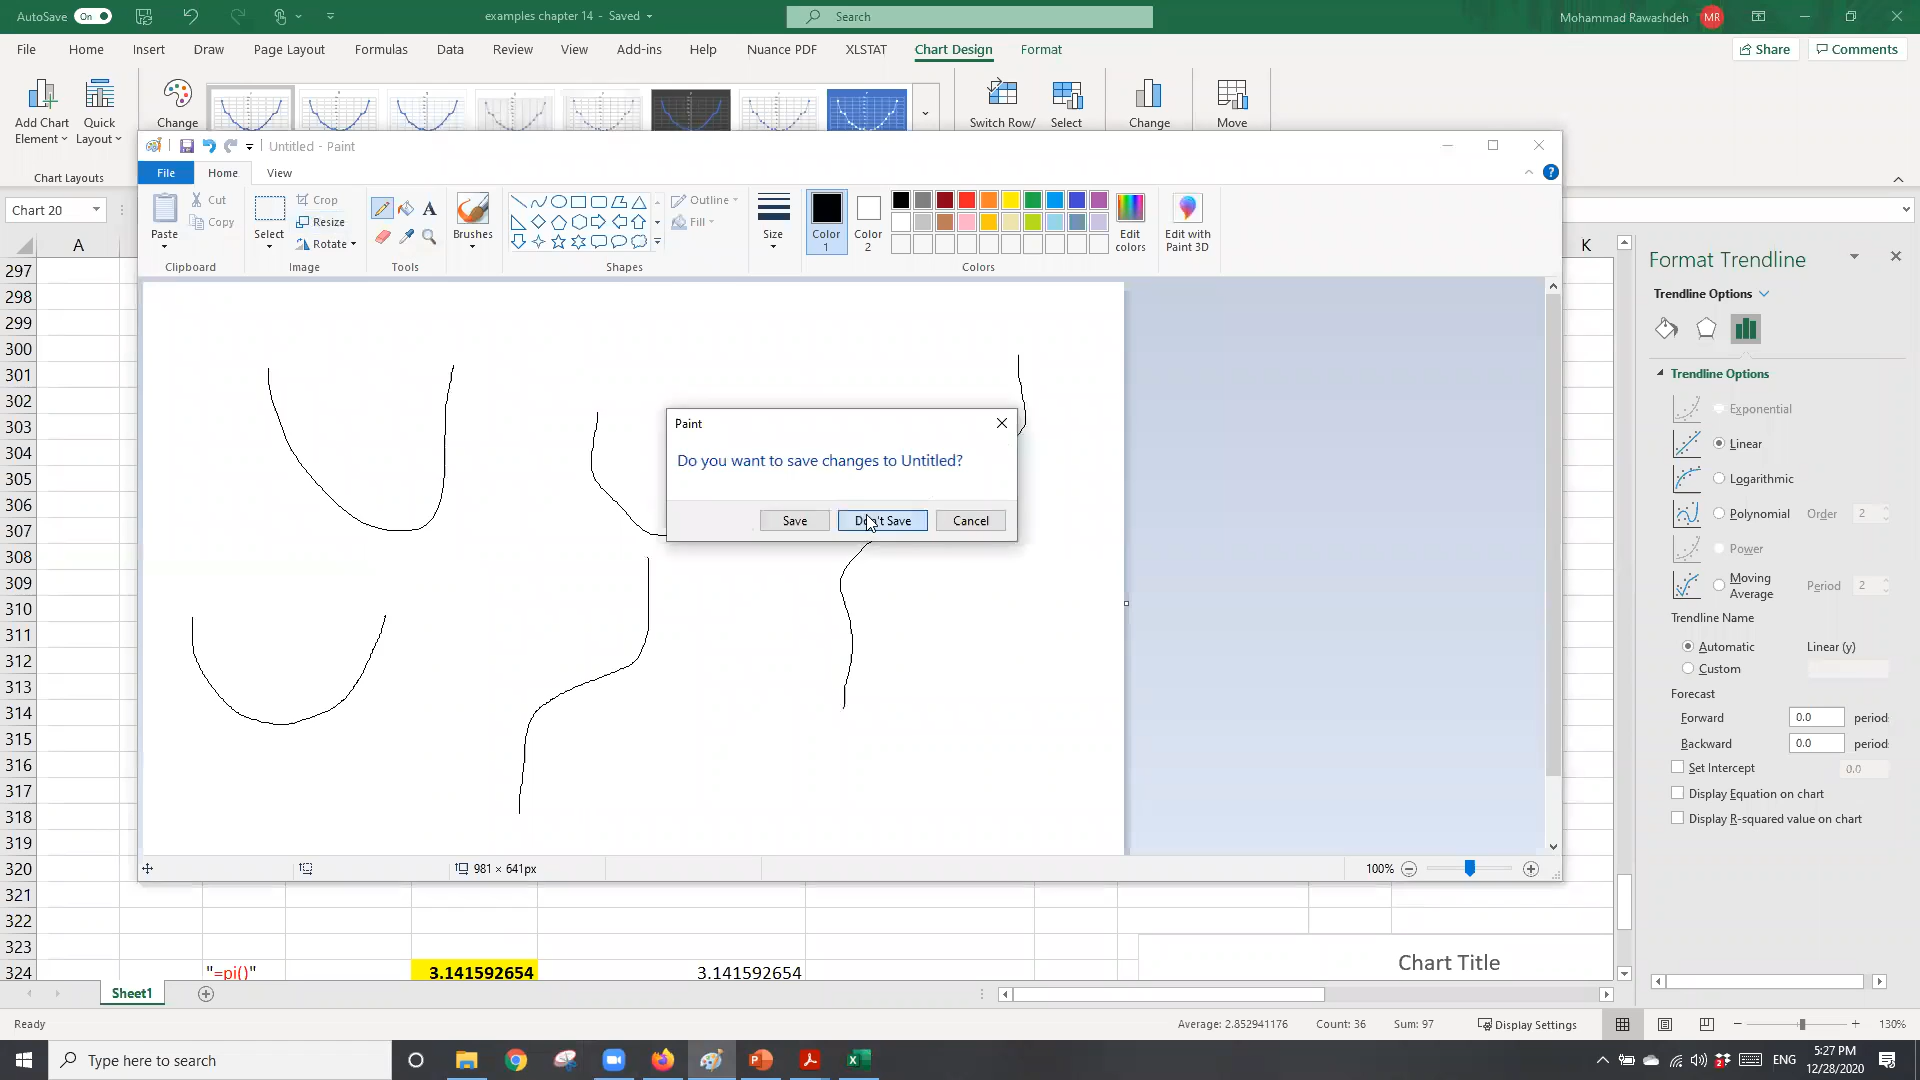 AutoSave On examples chapter 14 - Saved Search Mohammad Rawashdeh MR
File Home Insert Draw Page Layout Formulas Data Review View Add-ins Help Nuance PDF XLSTAT Chart Design Format Share Comments
Add Chart Element Quick Layout Change Switch Row/ Select Change Move
Chart Layouts
Untitled - Paint
File Home View
Chart 20
Paste Cut Copy Select Crop Resize Rotate Brushes Outline Fill Size Color 1 Color 2 Edit colors Edit with Paint 3D
Clipboard Image Tools Shapes Colors
A K
297
298
299
300
301
302
303
304
305
306
307
308
309
310
311
312
313
314
315
316
317
318
319
320
321
322
323
324 "=pi()" 3.141592654 3.141592654
Chart Title
Paint
Do you want to save changes to Untitled?
Save Don't Save Cancel
981 × 641px 100%
Format Trendline
Trendline Options
Trendline Options
Exponential
Linear
Logarithmic
Polynomial Order 2
Power
Moving Average Period 2
Trendline Name
Automatic Linear (y)
Custom
Forecast
Forward 0.0 period
Backward 0.0 period
Set Intercept 0.0
Display Equation on chart
Display R-squared value on chart
Sheet1
Ready Average: 2.852941176 Count: 36 Sum: 97 Display Settings 130%
Type here to search ENG 5:27 PM
12/28/2020